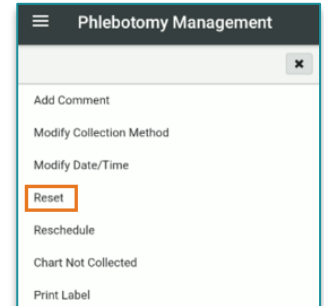 Phlebotomy Management
Add Comment
Modify Collection Method
Modify Date/Time
Reset
Reschedule
Chart Not Collected
Print Label